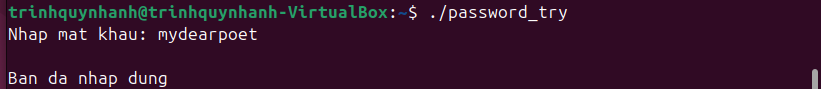 trinhquynhanh@trinhquynhanh-VirtualBox:~$ ./password_try
Nhap mat khau: mydearpoet
Ban da nhap dung